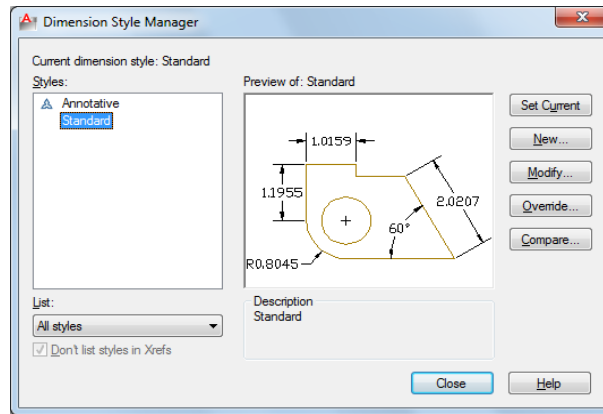 Dimension Style Manager
Current dimension style: Standard
Styles:
Annotative
Standard
Preview of: Standard
1.0159
1.1955
2.0207
60°
R0.8045
Set Current
New...
Modify...
Override...
Compare...
List:
All styles
Don't list styles in Xrefs
Description
Standard
Close
Help